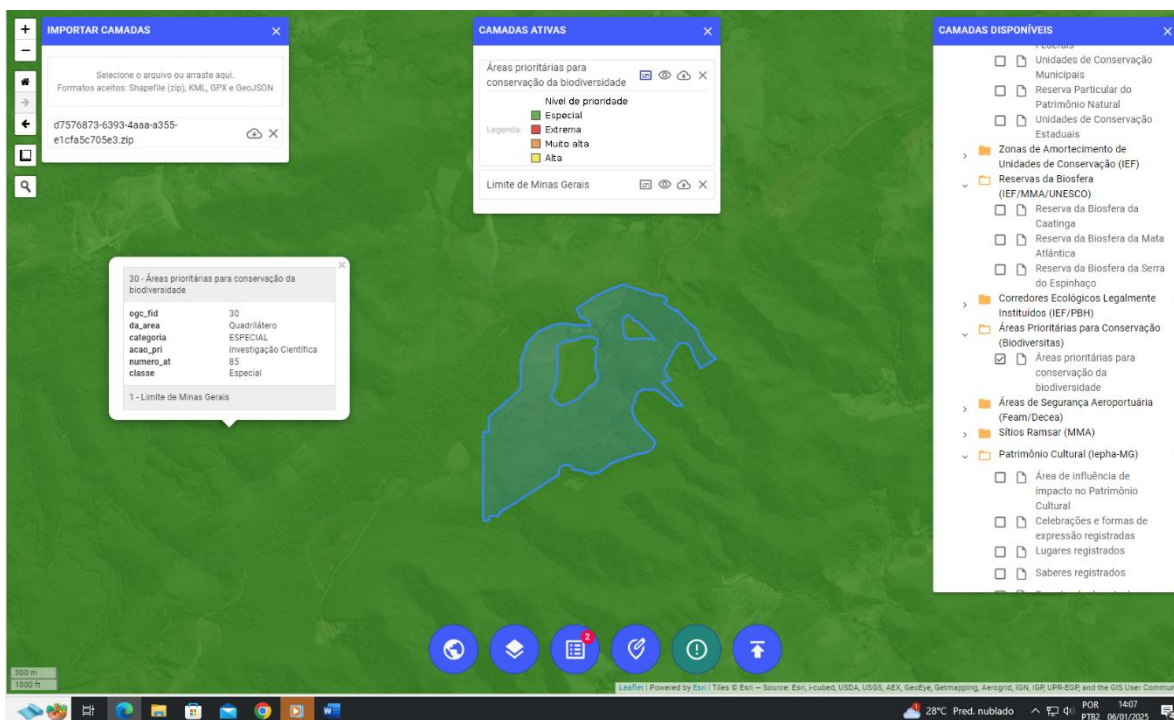 IMPORTAR CAMADAS
Selecione o arquivo ou arraste aqui.
Formatos aceitos: Shapefile (zip), KML, GPX e GeoJSON
d7576873-6393-4aaa-a355-
e1cfa5c705e3.zip
CAMADAS ATIVAS
Áreas prioritárias para
conservação da biodiversidade
Nível de prioridade
Especial
Legenda: Extrema
Muito alta
Alta
Limite de Minas Gerais
30 - Áreas prioritárias para conservação da
biodiversidade
ogc_fid 30
da_area Quadrilátero
categoria ESPECIAL
acao_pri Investigação Científica
numero_at 85
classe Especial
1 - Limite de Minas Gerais
CAMADAS DISPONÍVEIS
Federais
Unidades de Conservação
Municipais
Reserva Particular do
Patrimônio Natural
Unidades de Conservação
Estaduais
Zonas de Amortecimento de
Unidades de Conservação (IEF)
Reservas da Biosfera
(IEF/MMA/UNESCO)
Reserva da Biosfera da
Caatinga
Reserva da Biosfera da Mata
Atlântica
Reserva da Biosfera da Serra
do Espinhaço
Corredores Ecológicos Legalmente
Instituídos (IEF/PBH)
Áreas Prioritárias para Conservação
(Biodiversitas)
Áreas prioritárias para
conservação da
biodiversidade
Áreas de Segurança Aeroportuária
(Feam/Decea)
Sítios Ramsar (MMA)
Patrimônio Cultural (Iepha-MG)
Área de influência de
impacto no Patrimônio
Cultural
Celebrações e formas de
expressão registradas
Lugares registrados
Saberes registrados
2
300 m
1000 ft
Leaflet | Powered by Esri | Tiles © Esri — Source: Esri, i-cubed, USDA, USGS, AEX, GeoEye, Getmapping, Aerogrid, IGN, IGP, UPR-EGP, and the GIS User Commun
28°C Pred. nublado
POR
PTB2
14:07
06/01/2025